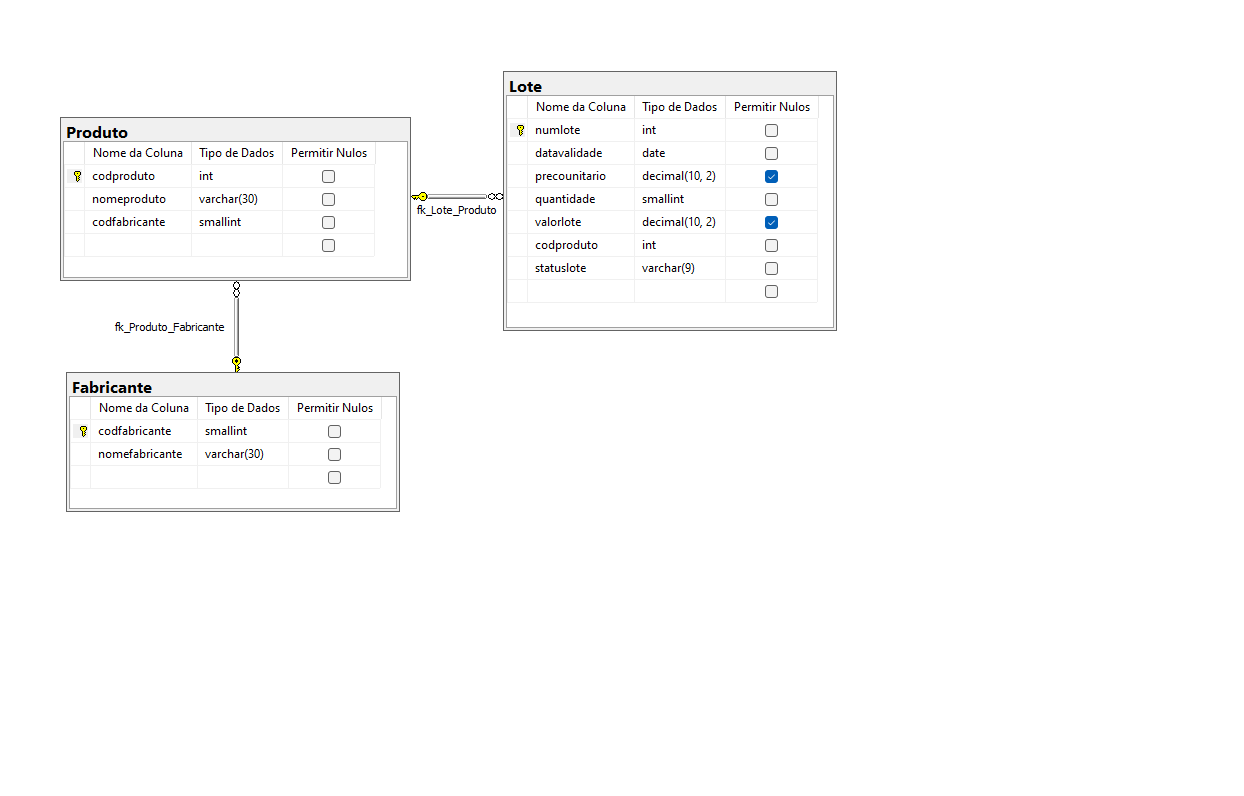 Produto
Nome da Coluna Tipo de Dados Permitir Nulos
codproduto int
nomeproduto varchar(30)
codfabricante smallint
Lote
Nome da Coluna Tipo de Dados Permitir Nulos
numlote int
datavalidade date
precounitario decimal(10, 2)
quantidade smallint
valorlote decimal(10, 2)
codproduto int
statuslote varchar(9)
fk_Lote_Produto
fk_Produto_Fabricante
Fabricante
Nome da Coluna Tipo de Dados Permitir Nulos
codfabricante smallint
nomefabricante varchar(30)